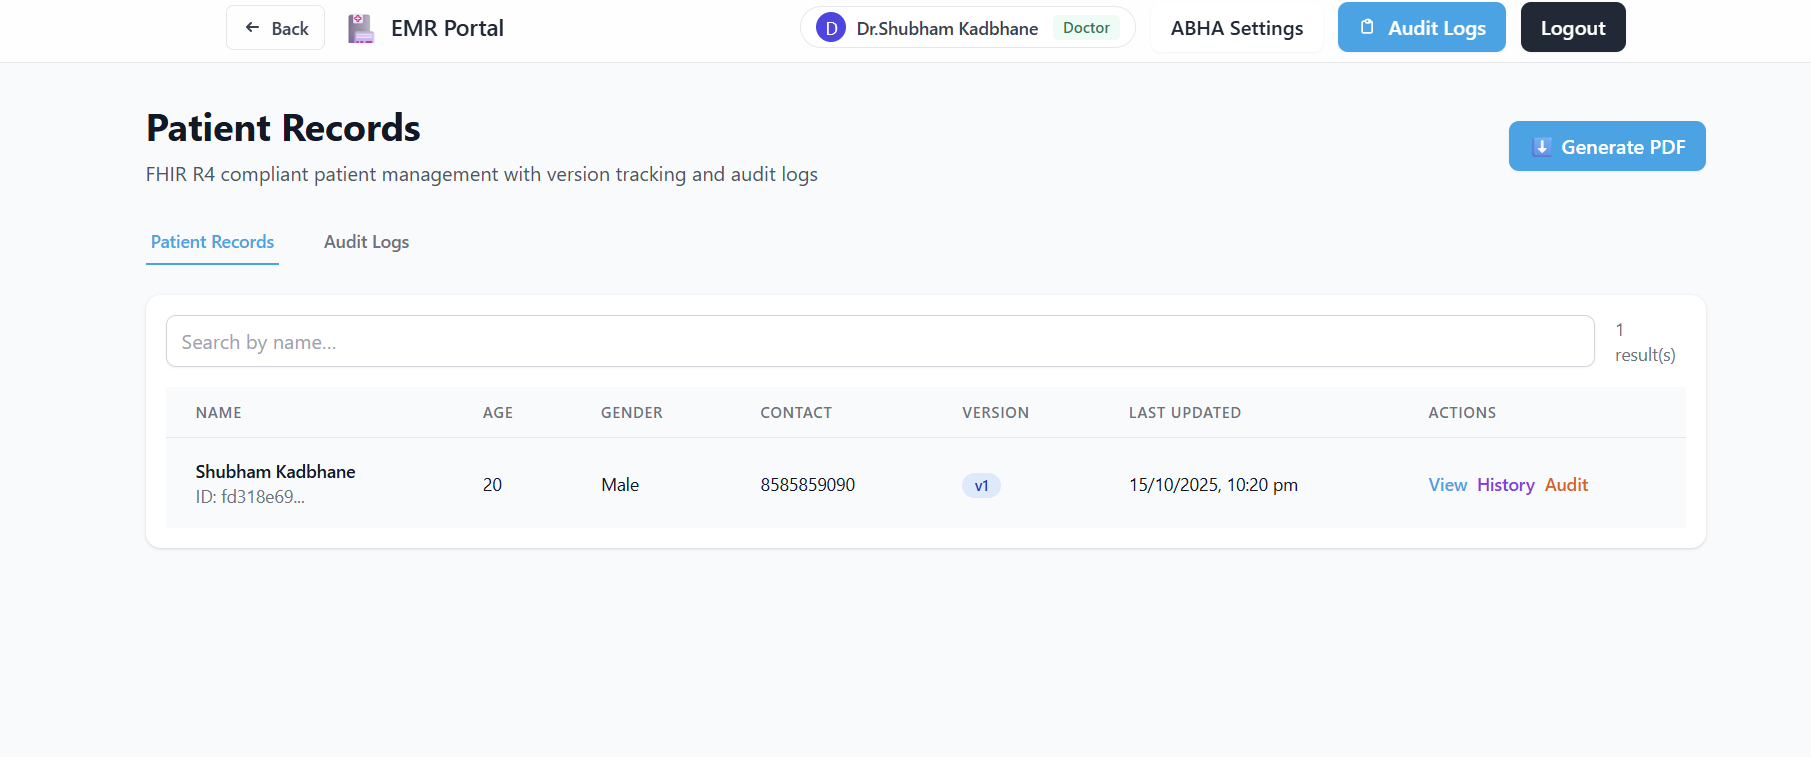 ← Back
EMR Portal
D
Dr.Shubham Kadbhane
Doctor
ABHA Settings
Audit Logs
Logout
Patient Records
FHIR R4 compliant patient management with version tracking and audit logs
Generate PDF
Patient Records
Audit Logs
Search by name...
1
result(s)
NAME AGE GENDER CONTACT VERSION LAST UPDATED ACTIONS
Shubham Kadbhane
ID: fd318e69...
20 Male 8585859090 v1 15/10/2025, 10:20 pm View History Audit